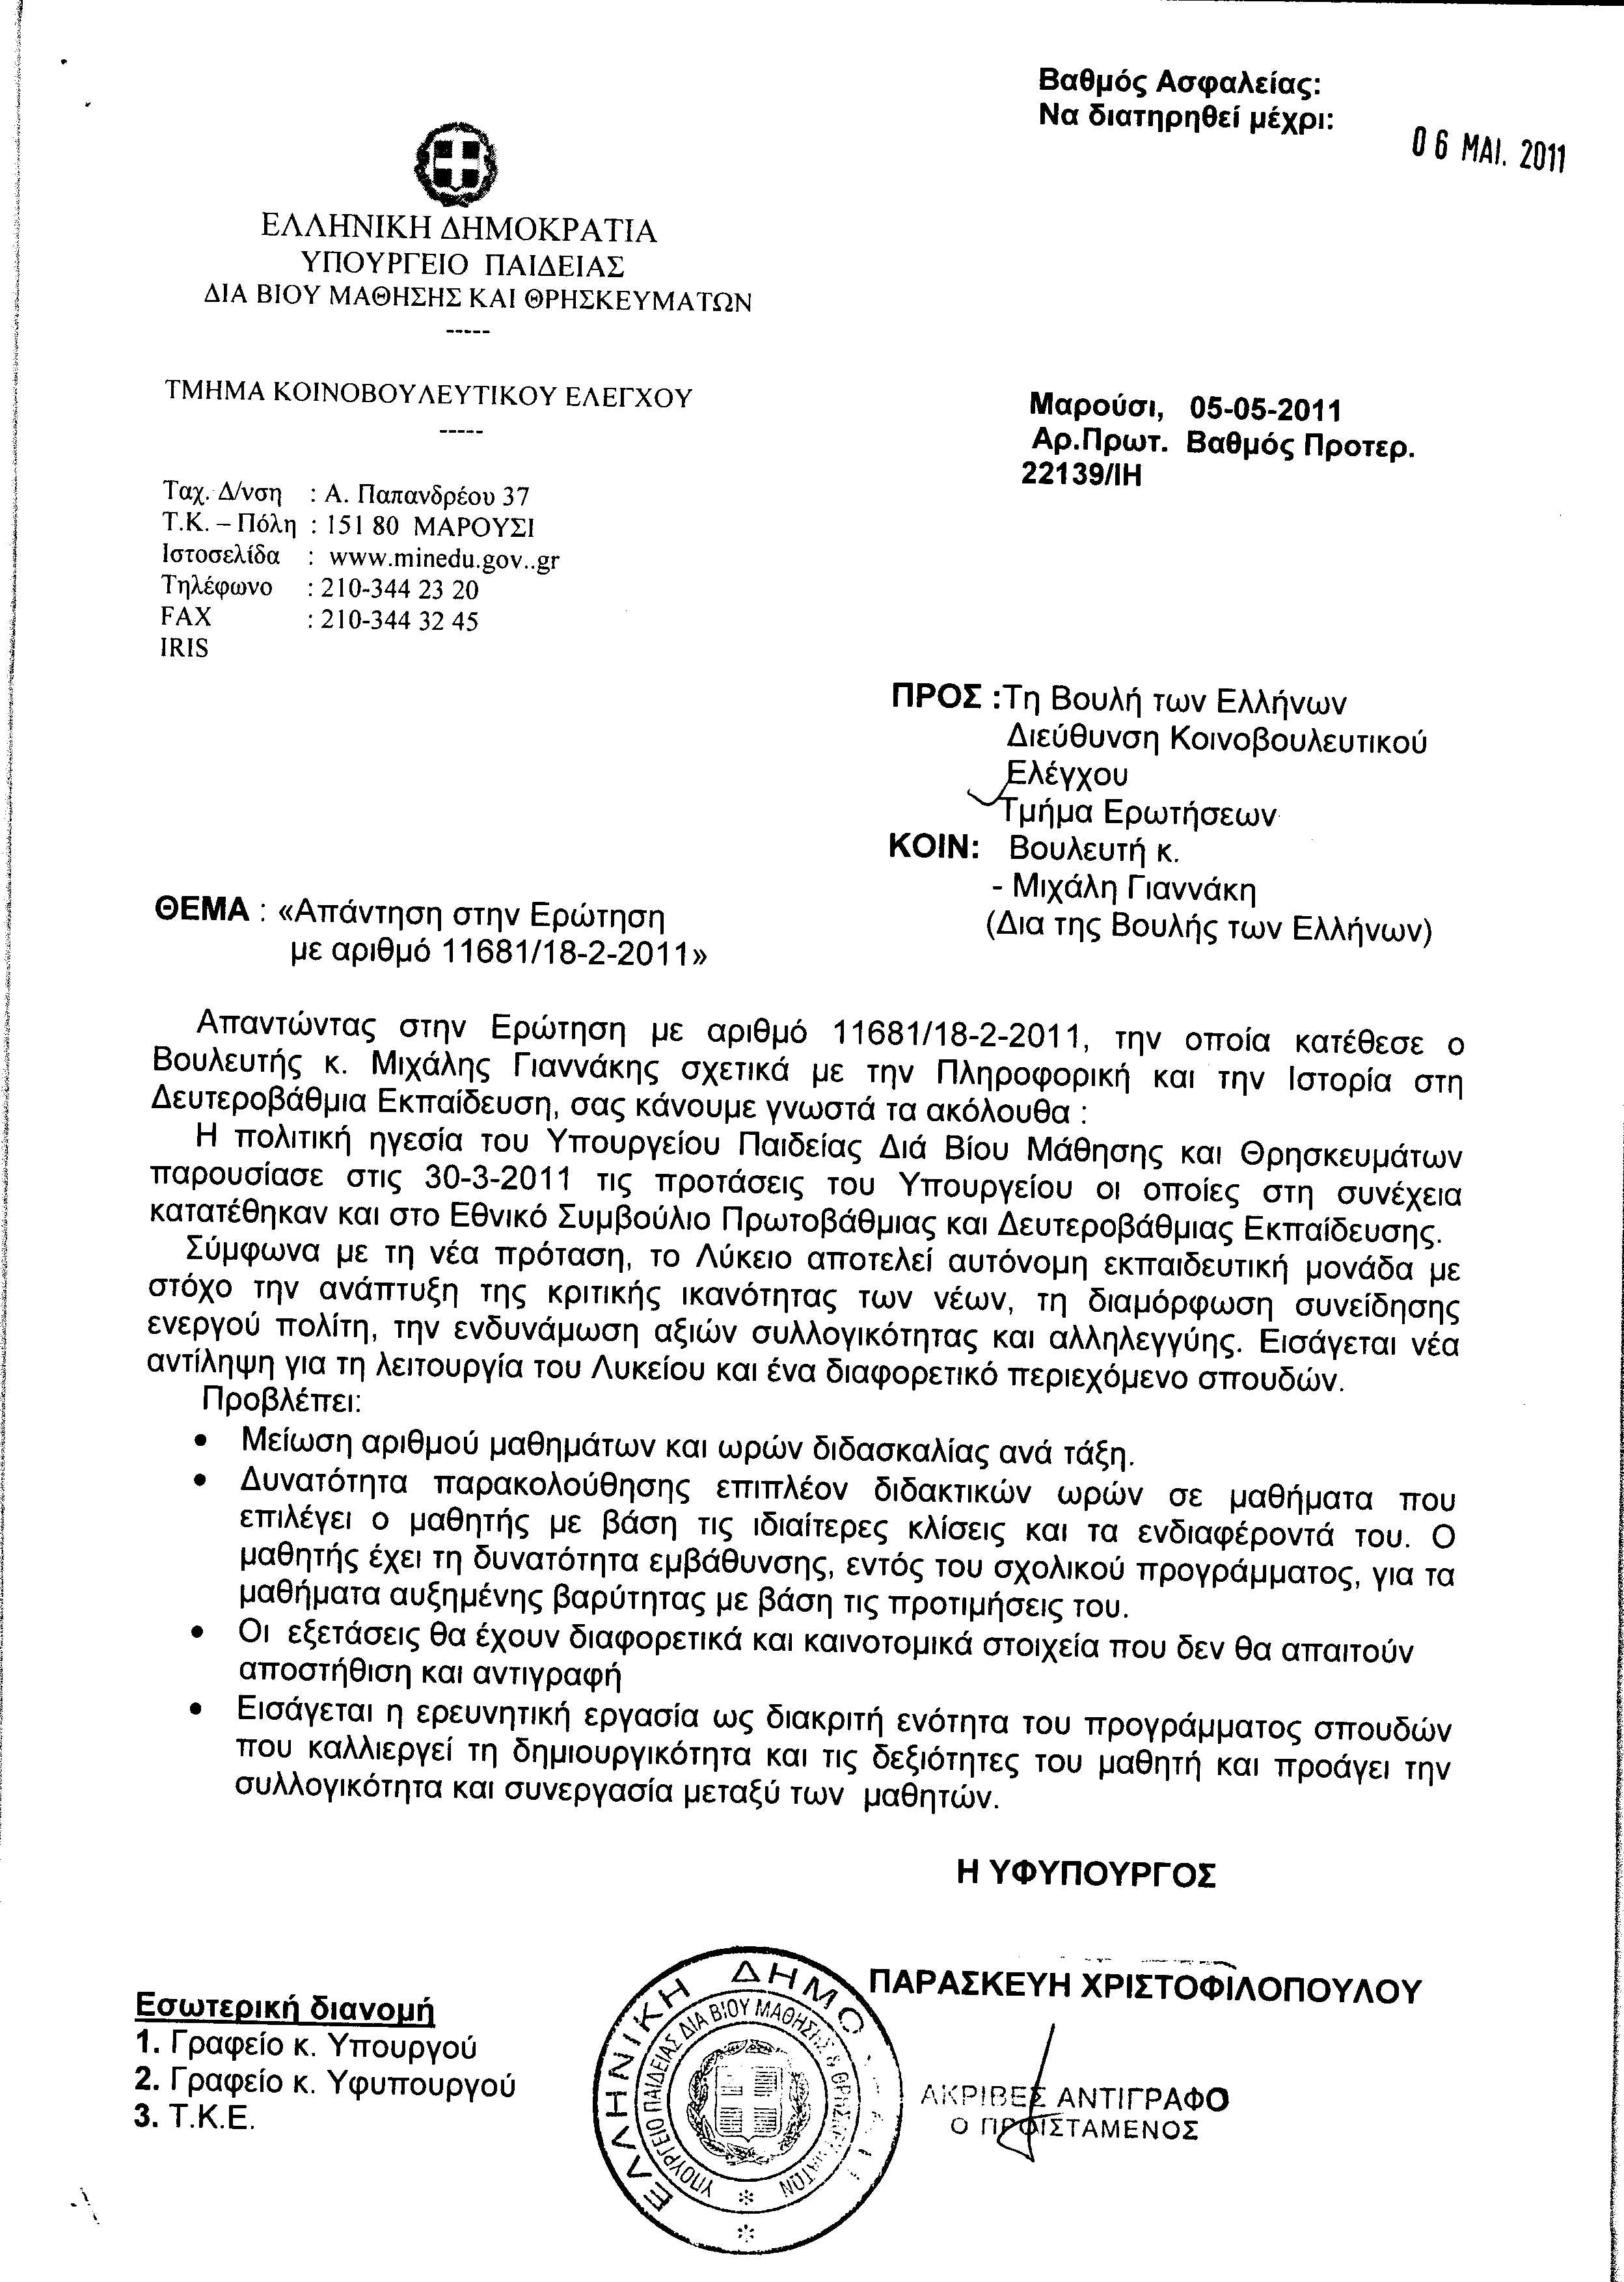 Βαθμός Ασφαλείας:
Να διατηρηθεί μέχρι:
06 ΜΑΙ. 2011
ΕΛΛΗΝΙΚΗ ΔΗΜΟΚΡΑΤΙΑ
ΥΠΟΥΡΓΕΙΟ ΠΑΙΔΕΙΑΣ
ΔΙΑ ΒΙΟΥ ΜΑΘΗΣΗΣ ΚΑΙ ΘΡΗΣΚΕΥΜΑΤΩΝ
-----
ΤΜΗΜΑ ΚΟΙΝΟΒΟΥΛΕΥΤΙΚΟΥ ΕΛΕΓΧΟΥ
-----
Μαρούσι, 05-05-2011
Αρ.Πρωτ. Βαθμός Προτερ.
22139/ΙΗ
Ταχ. Δ/νση : Α. Παπανδρέου 37
Τ.Κ. – Πόλη : 151 80 ΜΑΡΟΥΣΙ
Ιστοσελίδα : www.minedu.gov..gr
Τηλέφωνο : 210-344 23 20
FAX : 210-344 32 45
IRIS
ΠΡΟΣ :Τη Βουλή των Ελλήνων
Διεύθυνση Κοινοβουλευτικού
Ελέγχου
Τμήμα Ερωτήσεων
ΚΟΙΝ: Βουλευτή κ.
- Μιχάλη Γιαννάκη
(Δια της Βουλής των Ελλήνων)
ΘΕΜΑ : «Απάντηση στην Ερώτηση
με αριθμό 11681/18-2-2011»
Απαντώντας στην Ερώτηση με αριθμό 11681/18-2-2011, την οποία κατέθεσε ο
Βουλευτής κ. Μιχάλης Γιαννάκης σχετικά με την Πληροφορική και την Ιστορία στη
Δευτεροβάθμια Εκπαίδευση, σας κάνουμε γνωστά τα ακόλουθα :
Η πολιτική ηγεσία του Υπουργείου Παιδείας Διά Βίου Μάθησης και Θρησκευμάτων
παρουσίασε στις 30-3-2011 τις προτάσεις του Υπουργείου οι οποίες στη συνέχεια
κατατέθηκαν και στο Εθνικό Συμβούλιο Πρωτοβάθμιας και Δευτεροβάθμιας Εκπαίδευσης.
Σύμφωνα με τη νέα πρόταση, το Λύκειο αποτελεί αυτόνομη εκπαιδευτική μονάδα με
στόχο την ανάπτυξη της κριτικής ικανότητας των νέων, τη διαμόρφωση συνείδησης
ενεργού πολίτη, την ενδυνάμωση αξιών συλλογικότητας και αλληλεγγύης. Εισάγεται νέα
αντίληψη για τη λειτουργία του Λυκείου και ένα διαφορετικό περιεχόμενο σπουδών.
Προβλέπει:
• Μείωση αριθμού μαθημάτων και ωρών διδασκαλίας ανά τάξη.
• Δυνατότητα παρακολούθησης επιπλέον διδακτικών ωρών σε μαθήματα που
επιλέγει ο μαθητής με βάση τις ιδιαίτερες κλίσεις και τα ενδιαφέροντά του. Ο
μαθητής έχει τη δυνατότητα εμβάθυνσης, εντός του σχολικού προγράμματος, για τα
μαθήματα αυξημένης βαρύτητας με βάση τις προτιμήσεις του.
• Οι εξετάσεις θα έχουν διαφορετικά και καινοτομικά στοιχεία που δεν θα απαιτούν
αποστήθιση και αντιγραφή
• Εισάγεται η ερευνητική εργασία ως διακριτή ενότητα του προγράμματος σπουδών
που καλλιεργεί τη δημιουργικότητα και τις δεξιότητες του μαθητή και προάγει την
συλλογικότητα και συνεργασία μεταξύ των μαθητών.
Η ΥΦΥΠΟΥΡΓΟΣ
ΠΑΡΑΣΚΕΥΗ ΧΡΙΣΤΟΦΙΛΟΠΟΥΛΟΥ
Εσωτερική διανομή
1. Γραφείο κ. Υπουργού
2. Γραφείο κ. Υφυπουργού
3. Τ.Κ.Ε.
ΕΛΛΗΝΙΚΗ ΔΗΜΟ
ΥΠΟΥΡΓΕΙΟ ΠΑΙΔΕΙΑΣ ΔΙΑ ΒΙΟΥ ΜΑΘΗΣΗΣ &
ΑΚΡΙΒΕΣ ΑΝΤΙΓΡΑΦΟ
Ο ΠΡΟΪΣΤΑΜΕΝΟΣ